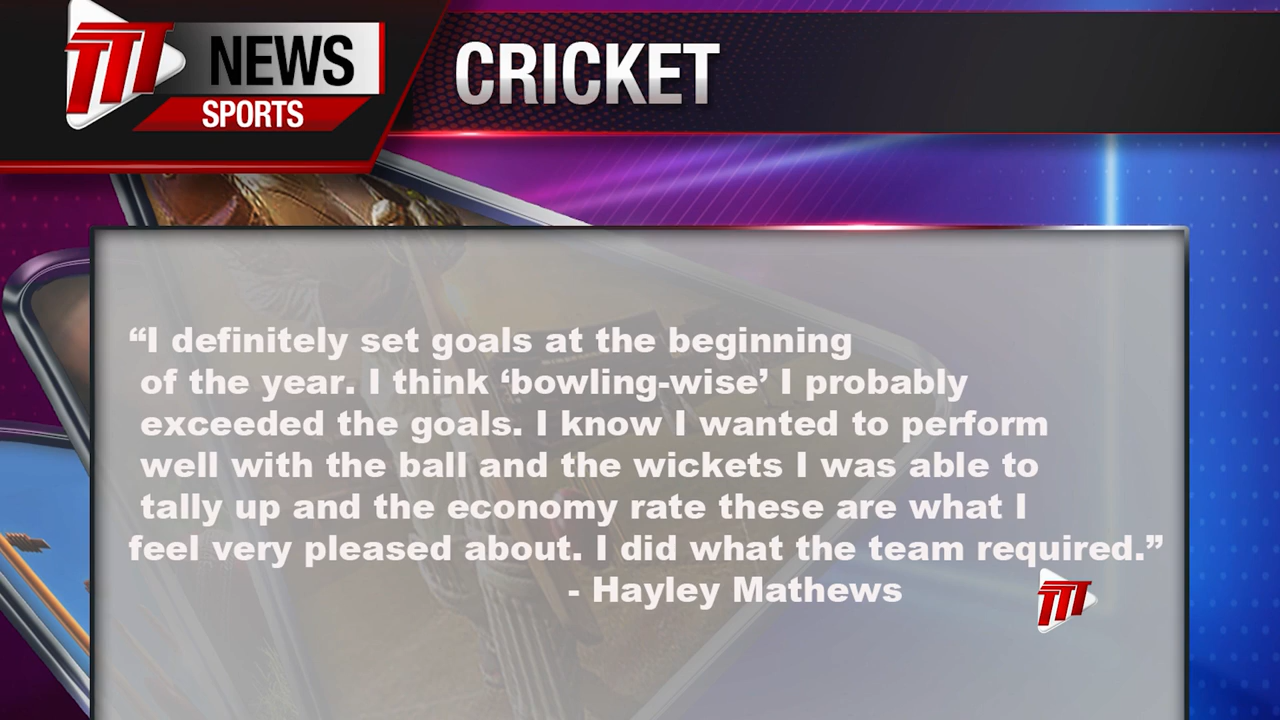 TTT NEWS
SPORTS
CRICKET
“I definitely set goals at the beginning
of the year. I think ‘bowling-wise’ I probably
exceeded the goals. I know I wanted to perform
well with the ball and the wickets I was able to
tally up and the economy rate these are what I
feel very pleased about. I did what the team required.”
- Hayley Mathews
TTT